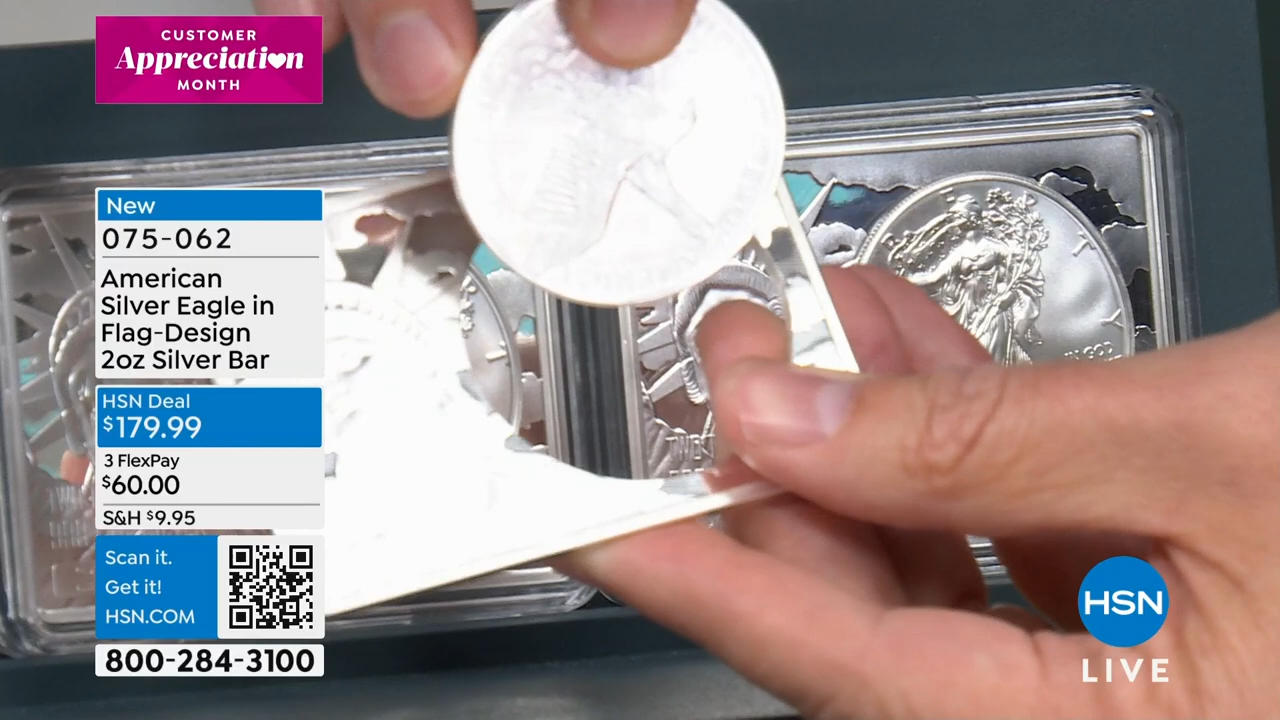 CUSTOMER
Appreciation
MONTH
New
075-062
American
Silver Eagle in
Flag-Design
2oz Silver Bar
HSN Deal
$179.99
3 FlexPay
$60.00
S&H $9.95
Scan it.
Get it!
HSN.COM
800-284-3100
HSN
LIVE